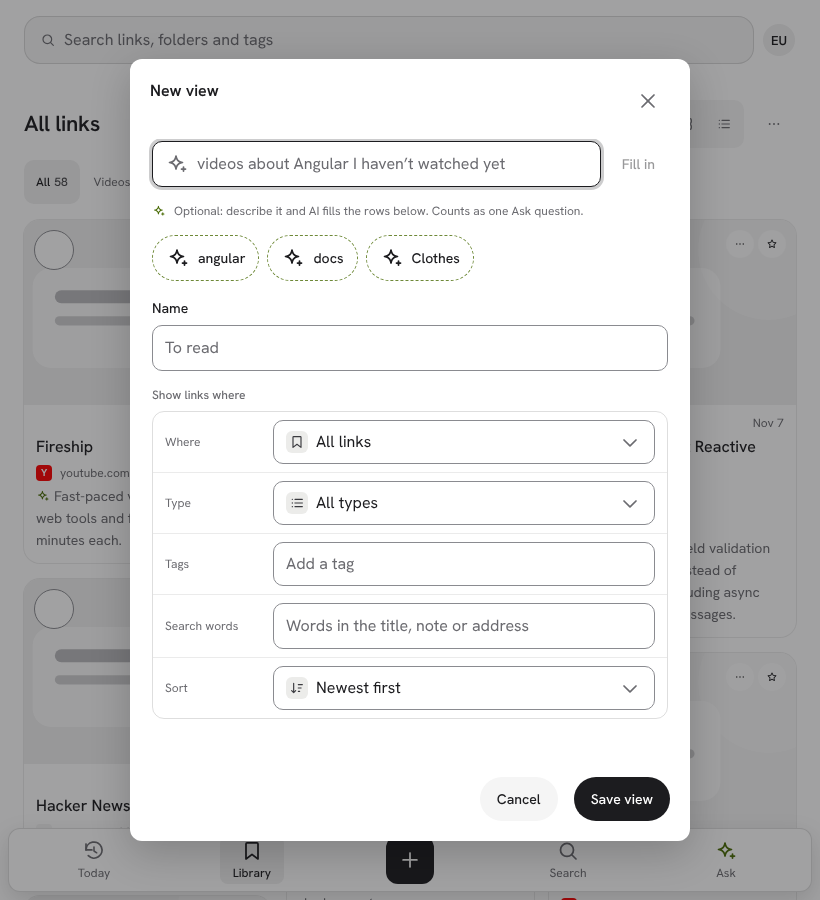 Search links, folders and tags
EU
New view
All links
videos about Angular I haven’t watched yet
Fill in
All 58
Videos
Optional: describe it and AI fills the rows below. Counts as one Ask question.
angular
docs
Clothes
Name
To read
Show links where
Nov 7
Where
All links
Fireship
Reactive
Y youtube.com
Fast-paced
Type
All types
web tools and
minutes each.
Tags
Add a tag
eld validation
stead of
uding async
ssages.
Search words
Words in the title, note or address
Sort
Newest first
Cancel
Save view
Hacker News
Today
Library
Search
Ask